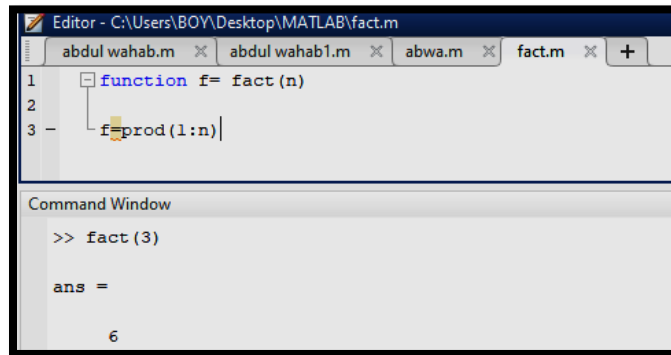 Editor - C:\Users\BOY\Desktop\MATLAB\fact.m
abdul wahab.m abdul wahab1.m abwa.m fact.m +
1 function f= fact(n)
2
3 - f=prod(1:n)
Command Window
>> fact(3)
ans =
6